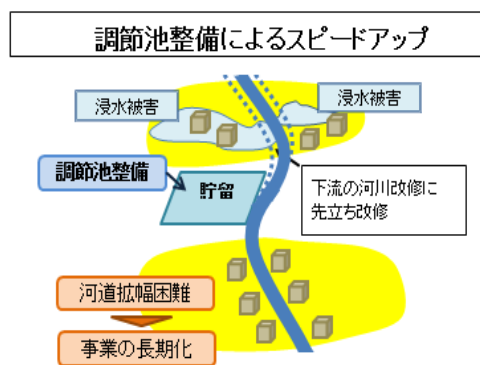 調節池整備によるスピードアップ
浸水被害
浸水被害
調節池整備
貯留
下流の河川改修に
先立ち改修
河道拡幅困難
事業の長期化